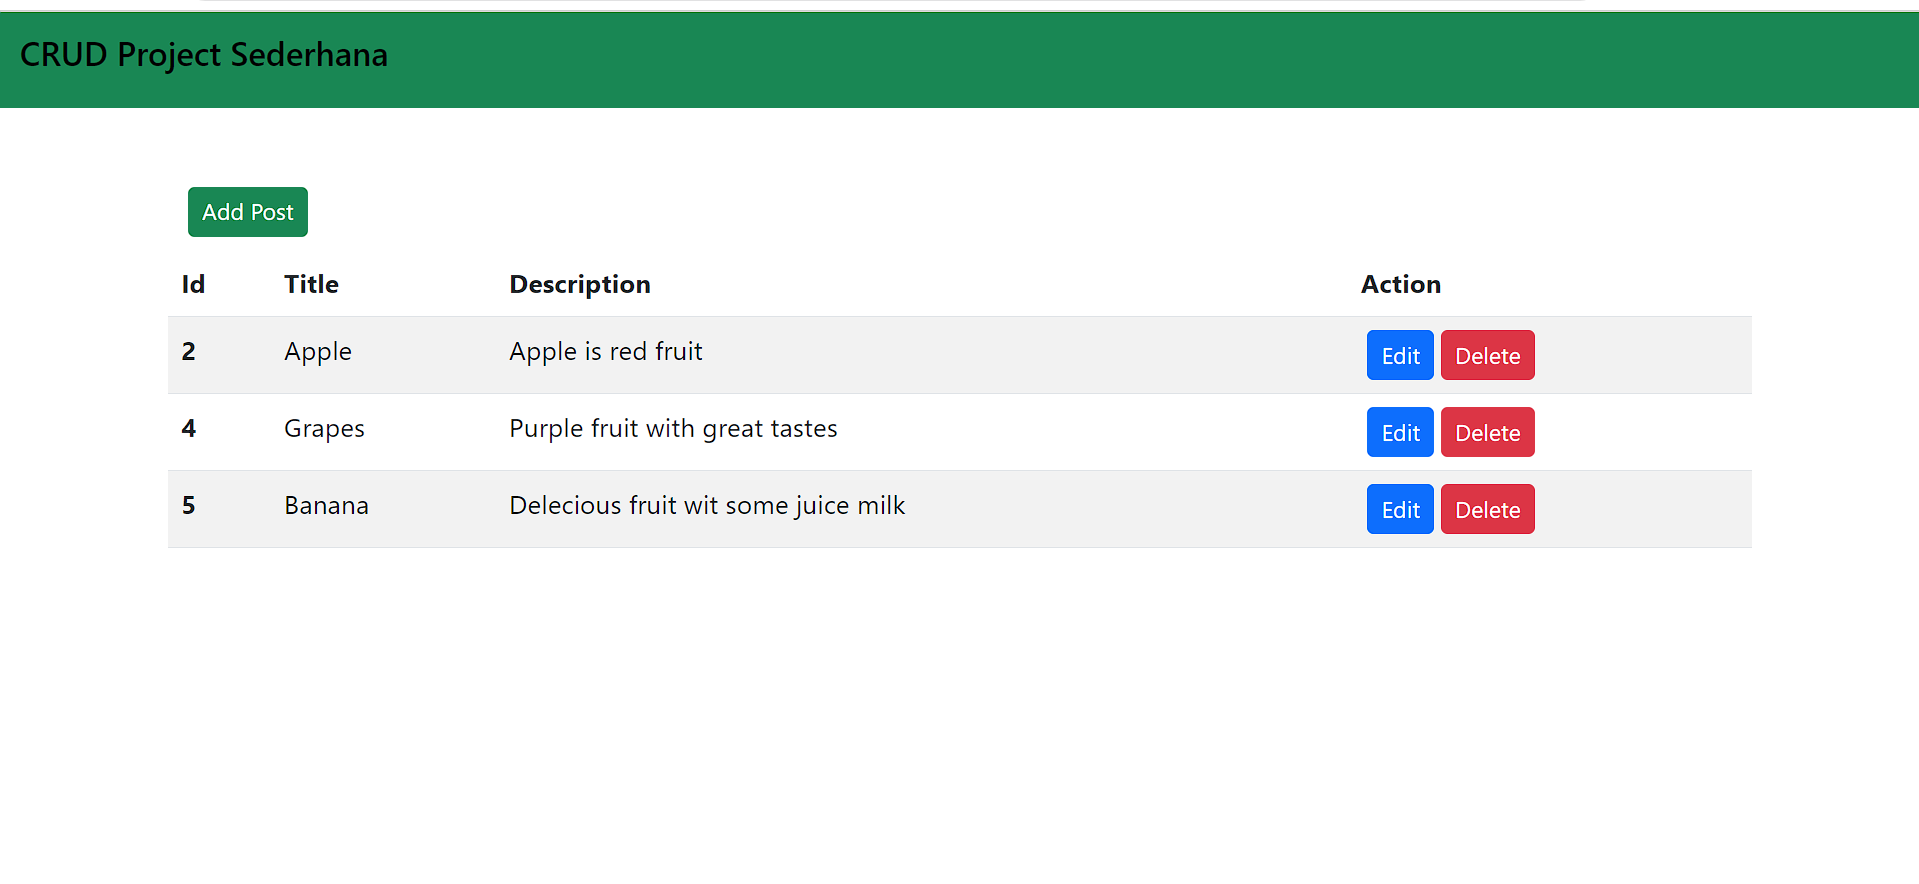 CRUD Project Sederhana
Add Post
Id Title Description Action
2 Apple Apple is red fruit Edit Delete
4 Grapes Purple fruit with great tastes Edit Delete
5 Banana Delecious fruit wit some juice milk Edit Delete